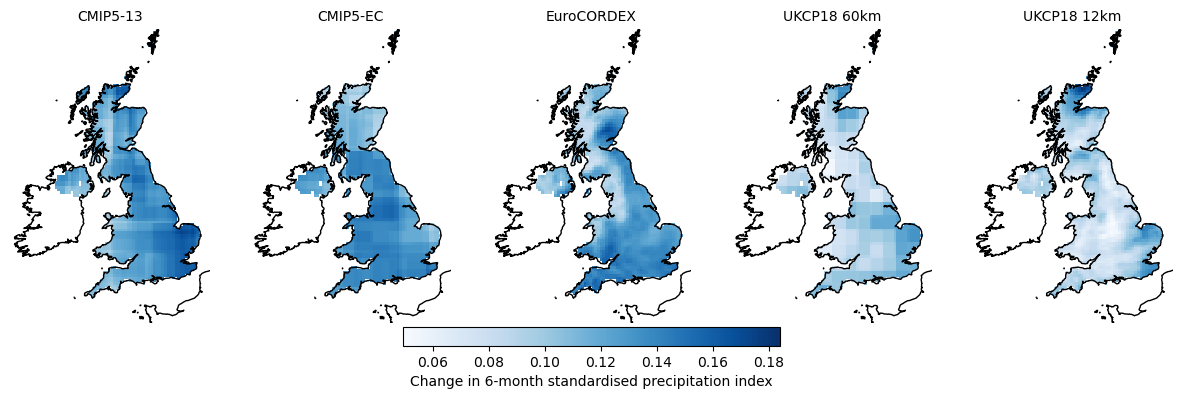 CMIP5-13 CMIP5-EC EuroCORDEX UKCP18 60km UKCP18 12km
0.06 0.08 0.10 0.12 0.14 0.16 0.18
Change in 6-month standardised precipitation index